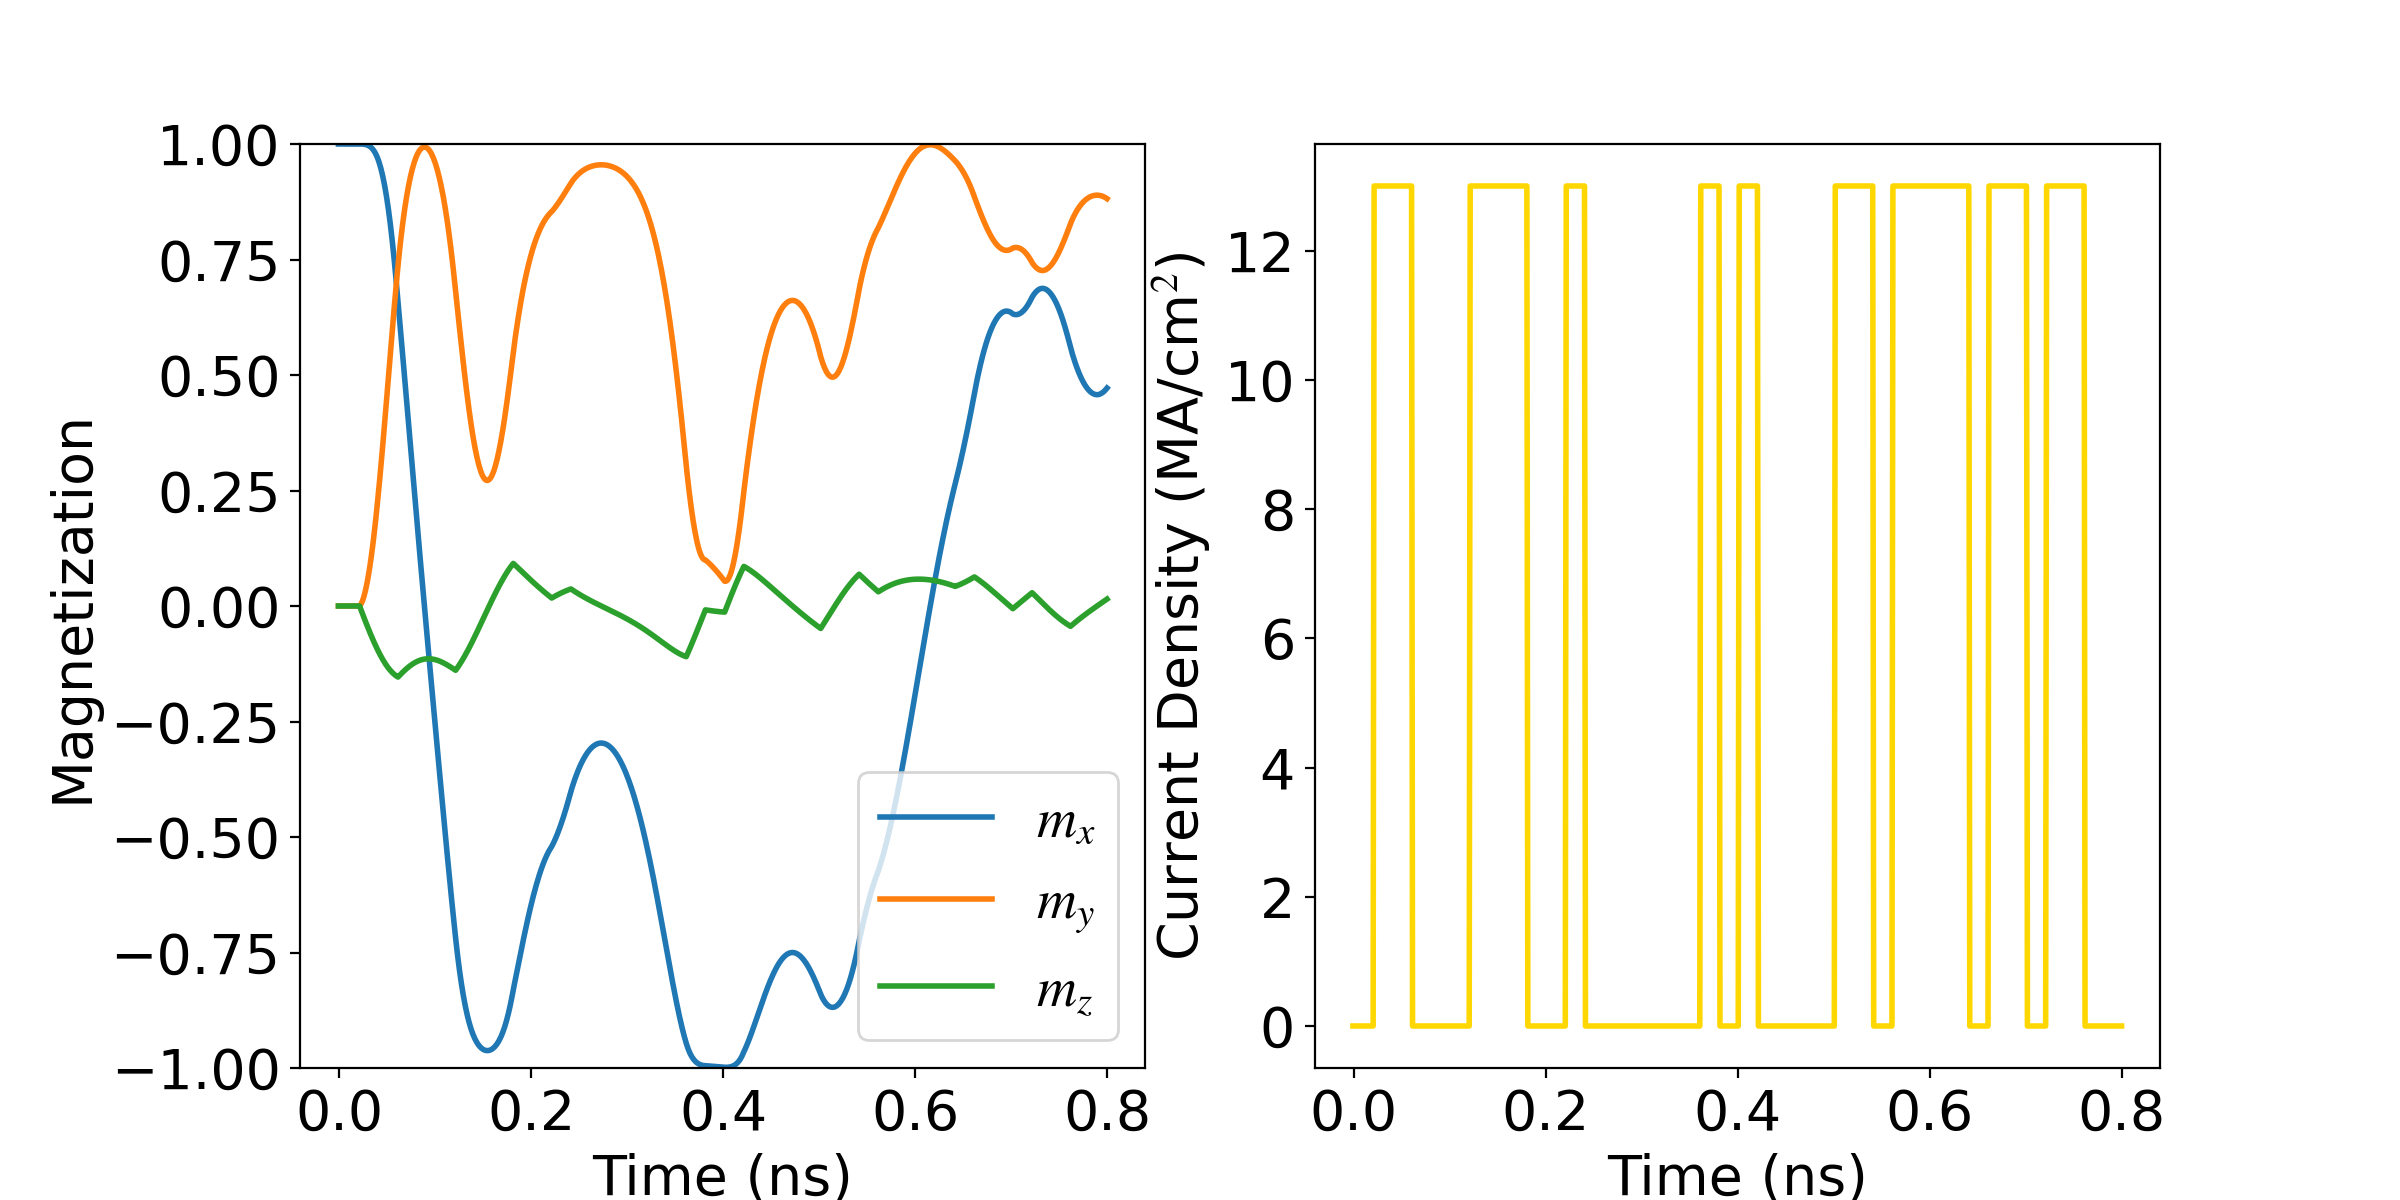 1.00
0.75
0.50
0.25
0.00
−0.25
−0.50
−0.75
−1.00
Magnetization
0.0 0.2 0.4 0.6 0.8
Time (ns)
m_x
m_y
m_z
12
10
8
6
4
2
0
Current Density (MA/cm²)
0.0 0.2 0.4 0.6 0.8
Time (ns)